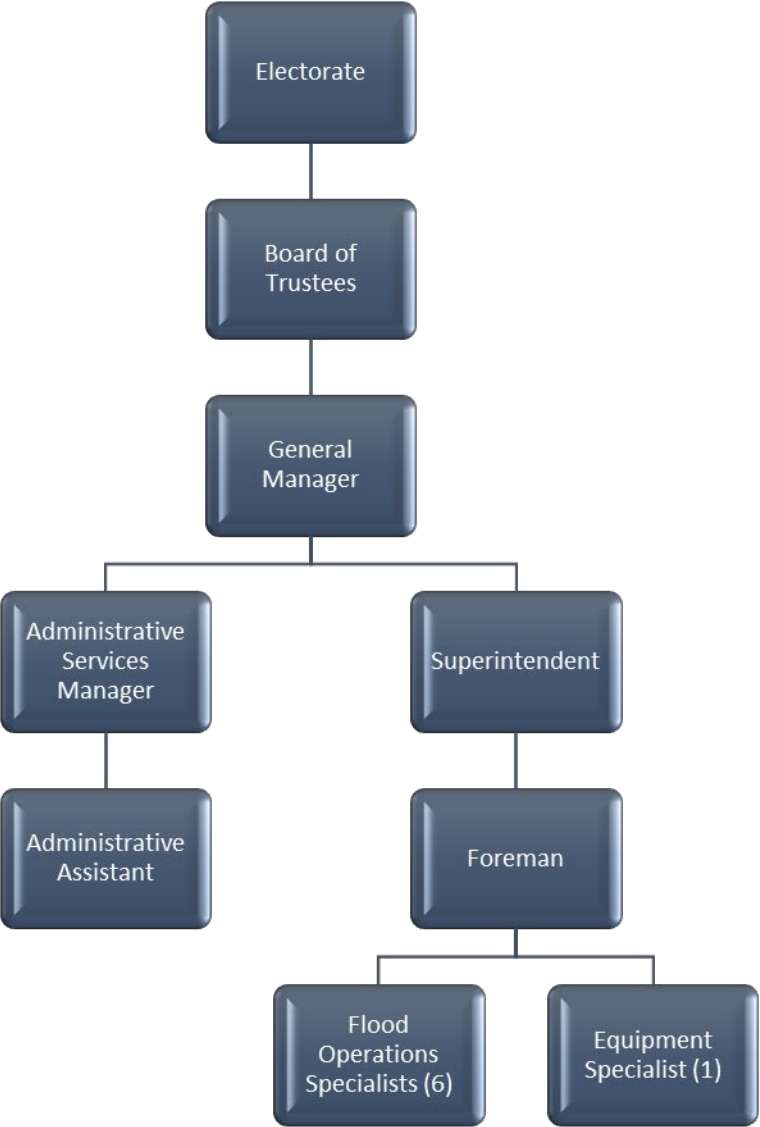 Electorate
Board of
Trustees
General
Manager
Administrative
Services
Manager
Superintendent
Administrative
Assistant
Foreman
Flood
Operations
Specialists (6)
Equipment
Specialist (1)